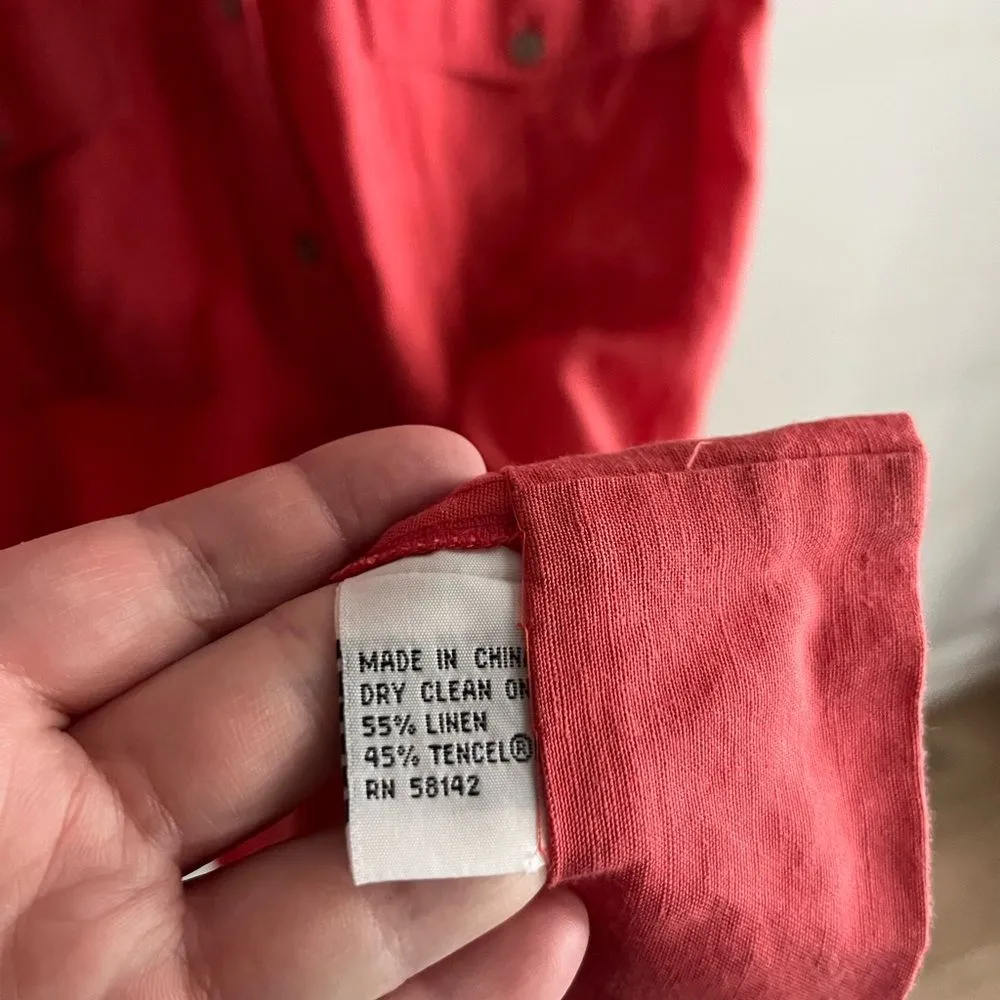 MADE IN CHIN
DRY CLEAN ON
55% LINEN
45% TENCEL®
RN 58142